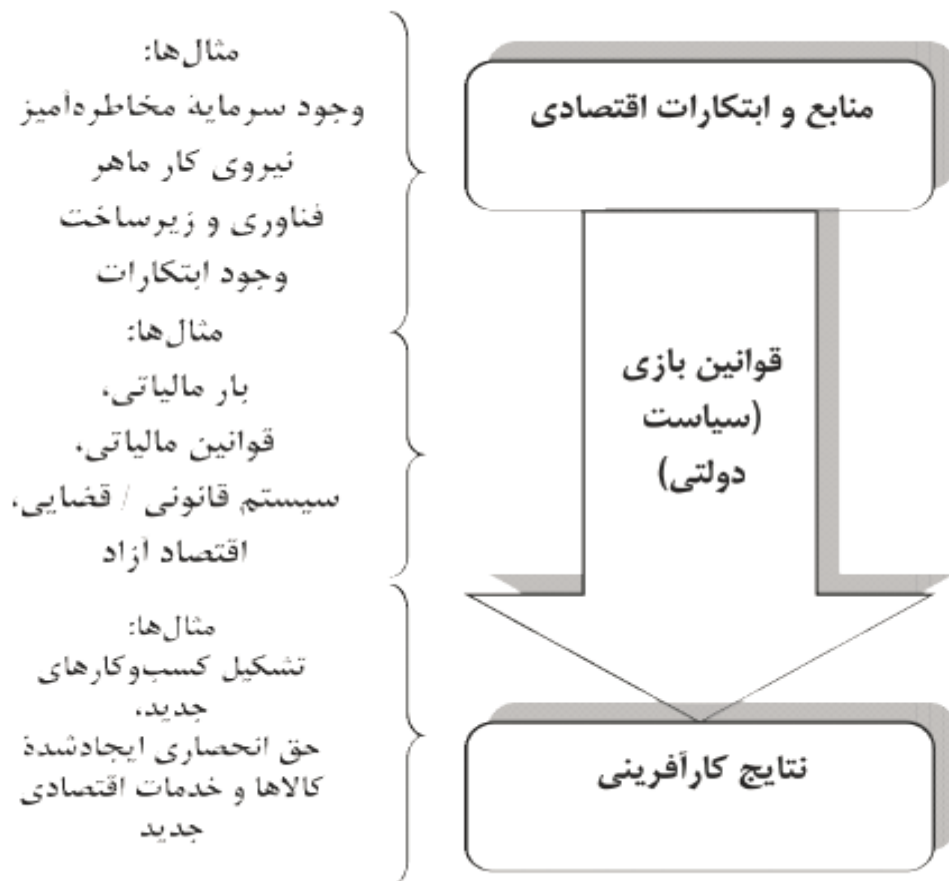 منابع و ابتکارات اقتصادی
مثال‌ها:
وجود سرمایهٔ مخاطره‌آمیز
نیروی کار ماهر
فناوری و زیرساخت
وجود ابتکارات
قوانین بازی
(سیاست
دولتی)
مثال‌ها:
بار مالیاتی،
قوانین مالیاتی،
سیستم قانونی / قضایی،
اقتصاد آزاد
نتایج کارآفرینی
مثال‌ها:
تشکیل کسب‌وکارهای
جدید،
حق انحصاری ایجادشدهٔ
کالاها و خدمات اقتصادی
جدید